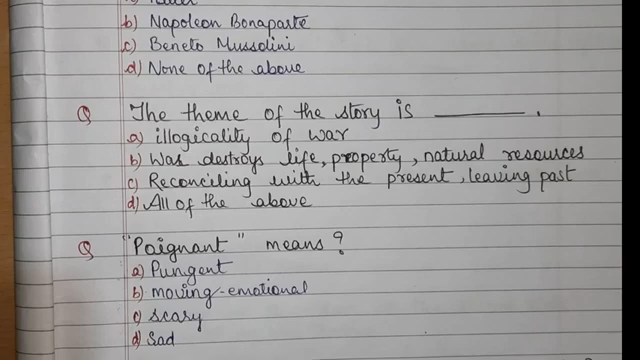 b) Napoleon Bonaparte
c) Beneto Mussolini
d) None of the above
Q The theme of the story is ______ .
a) illogicality of war
b) Was destroys life, property, natural resources
c) Reconciling with the present, leaving past
d) All of the above
Q "Poignant" means?
a) Pungent
b) moving-emotional
c) scary
d) Sad